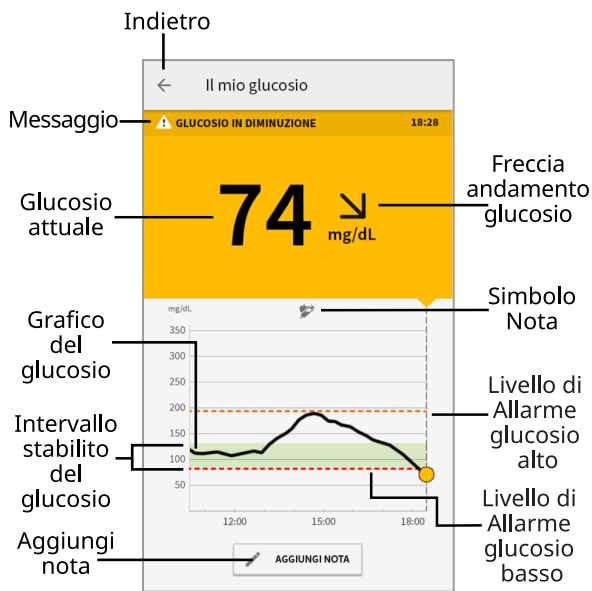 Indietro
Il mio glucosio
Messaggio
GLUCOSIO IN DIMINUZIONE
18:28
Glucosio
attuale
74
mg/dL
Freccia
andamento
glucosio
Simbolo
Nota
mg/dL
Grafico
del
glucosio
350
300
250
200
150
100
50
12:00
15:00
18:00
Livello di
Allarme
glucosio
alto
Intervallo
stabilito
del
glucosio
Livello di
Allarme
glucosio
basso
Aggiungi
nota
AGGIUNGI NOTA